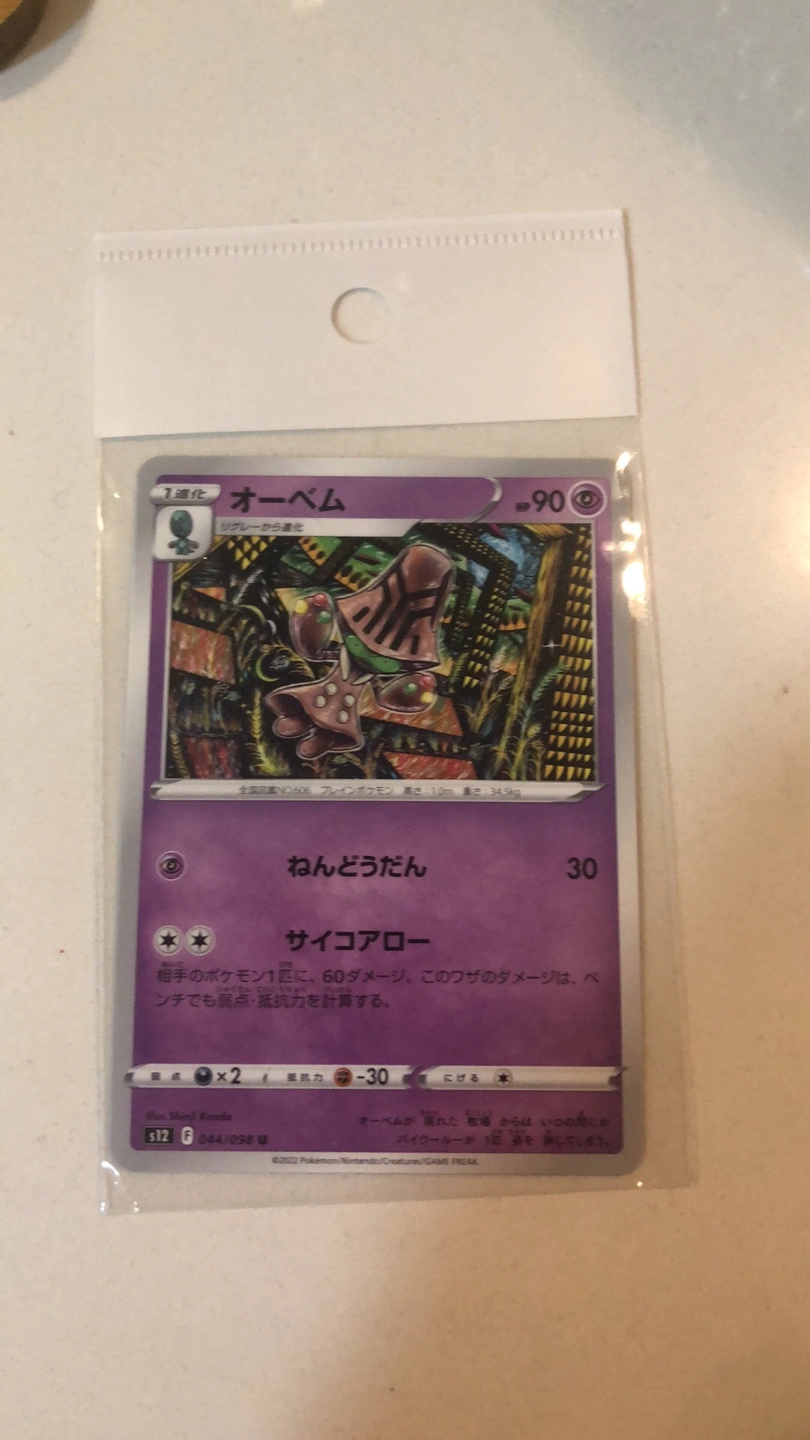 1進化
オーベム
HP90
リグレーから進化
全国図鑑NO.606 ブレインポケモン 高さ:1.0m 重さ:34.5kg
ねんどうだん 30
サイコアロー
相手のポケモン1匹に、60ダメージ。このワザのダメージは、ベ
ンチでも弱点・抵抗力を計算する。
弱点 ×2 抵抗力 -30 にげる
Illus. Shinji Kanda
s12 F 044/098 U
オーベムが 現れた 牧場 からは いつの間にか
バイウールーが 1匹 姿を 消してしまう。
©2022 Pokémon/Nintendo/Creatures/GAME FREAK.